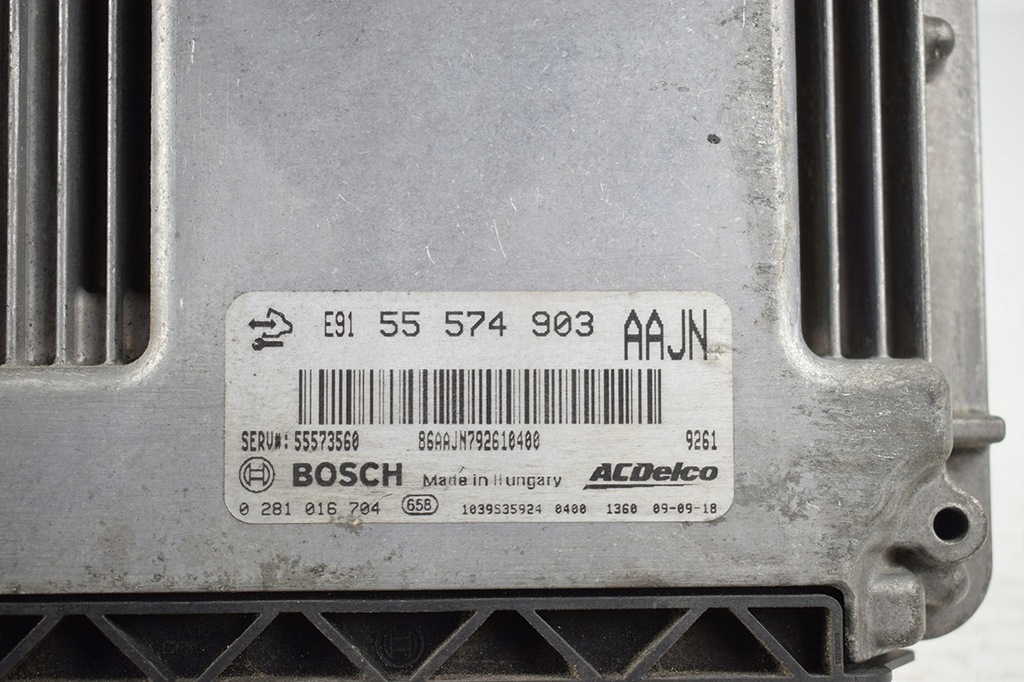 E91 55 574 903 AAJN
SERV#: 55573560 86AAJN792610400 9261
BOSCH Made in Hungary ACDelco
0 281 016 704 658 1039S35924 0400 1360 09-09-18